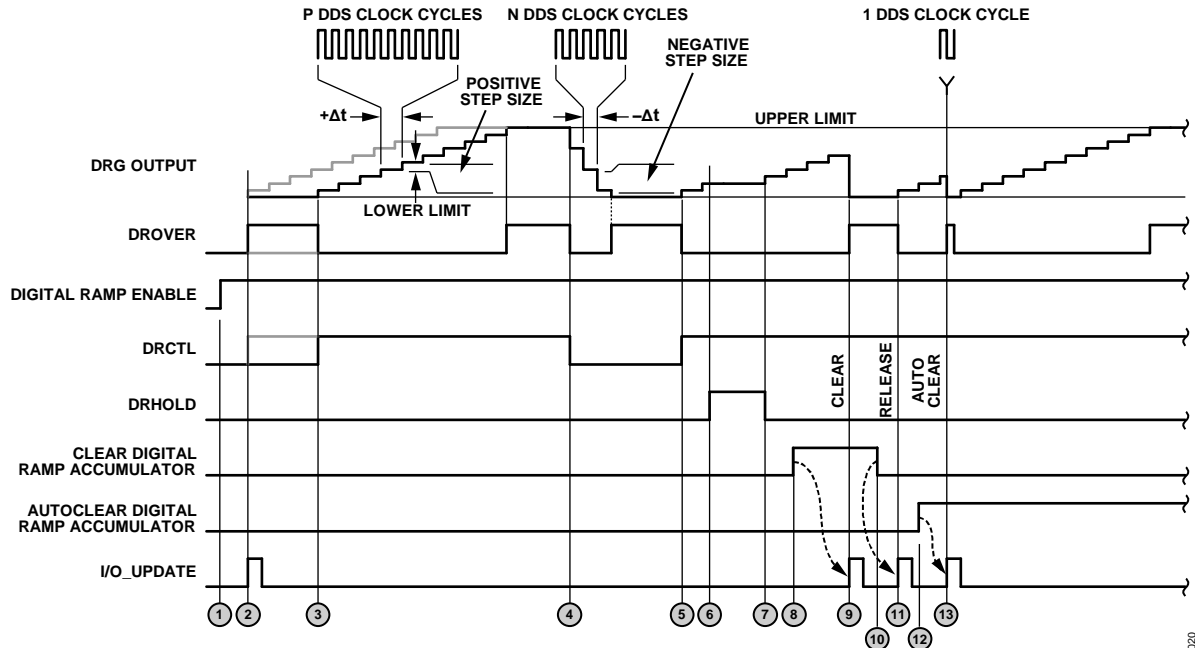 P DDS CLOCK CYCLES
N DDS CLOCK CYCLES
1 DDS CLOCK CYCLE
NEGATIVE
STEP SIZE
POSITIVE
STEP SIZE
+Δt
–Δt
UPPER LIMIT
DRG OUTPUT
LOWER LIMIT
DROVER
DIGITAL RAMP ENABLE
DRCTL
CLEAR
RELEASE
AUTO
CLEAR
DRHOLD
CLEAR DIGITAL
RAMP ACCUMULATOR
AUTOCLEAR DIGITAL
RAMP ACCUMULATOR
I/O_UPDATE
1 2 3 4 5 6 7 8 9 11 13
10 12
020